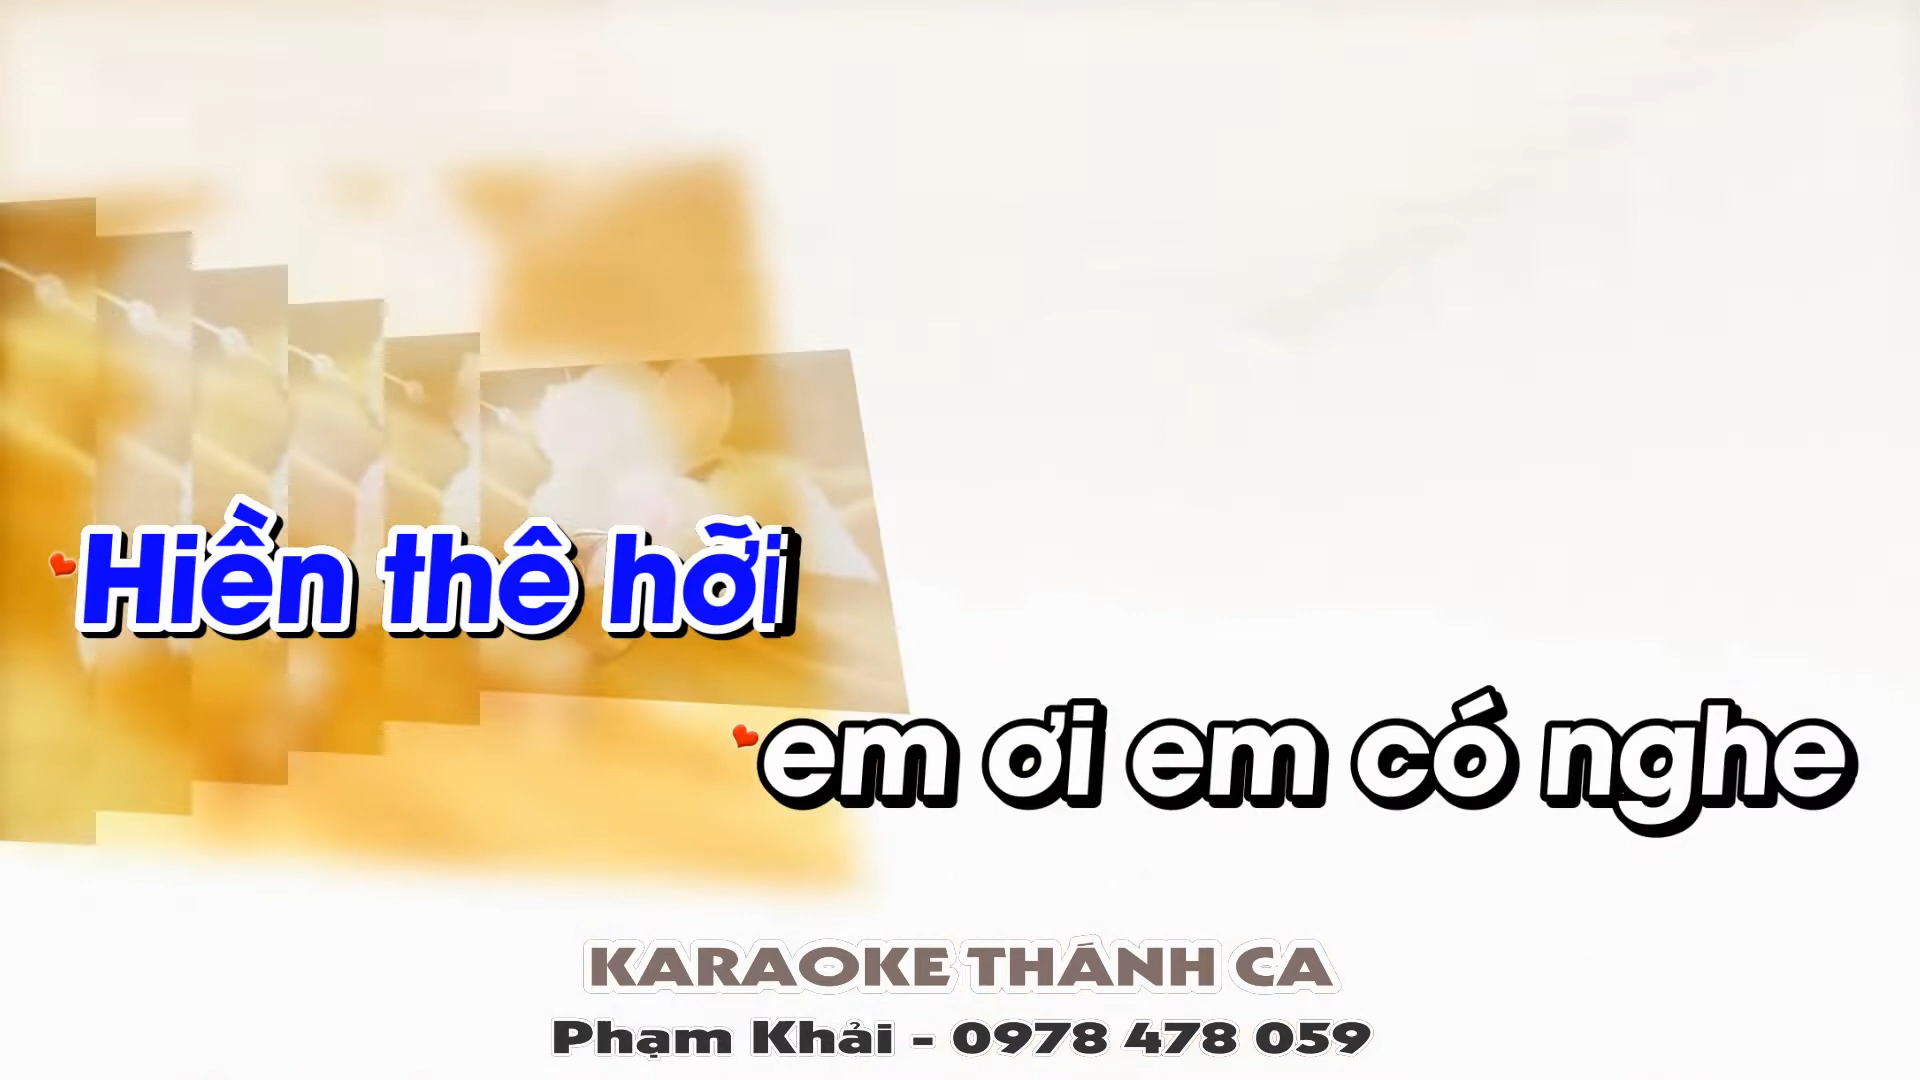 Hiền thê hỡi
em ơi em có nghe
KARAOKE THÁNH CA
Phạm Khải - 0978 478 059